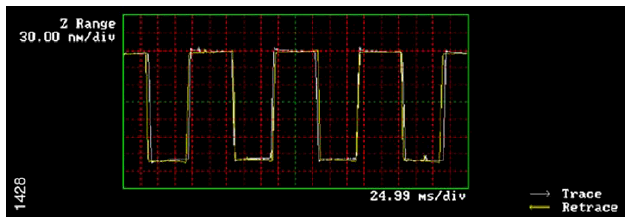 Z Range
30.00 nm/div
24.99 ms/div
Trace
Retrace
1428